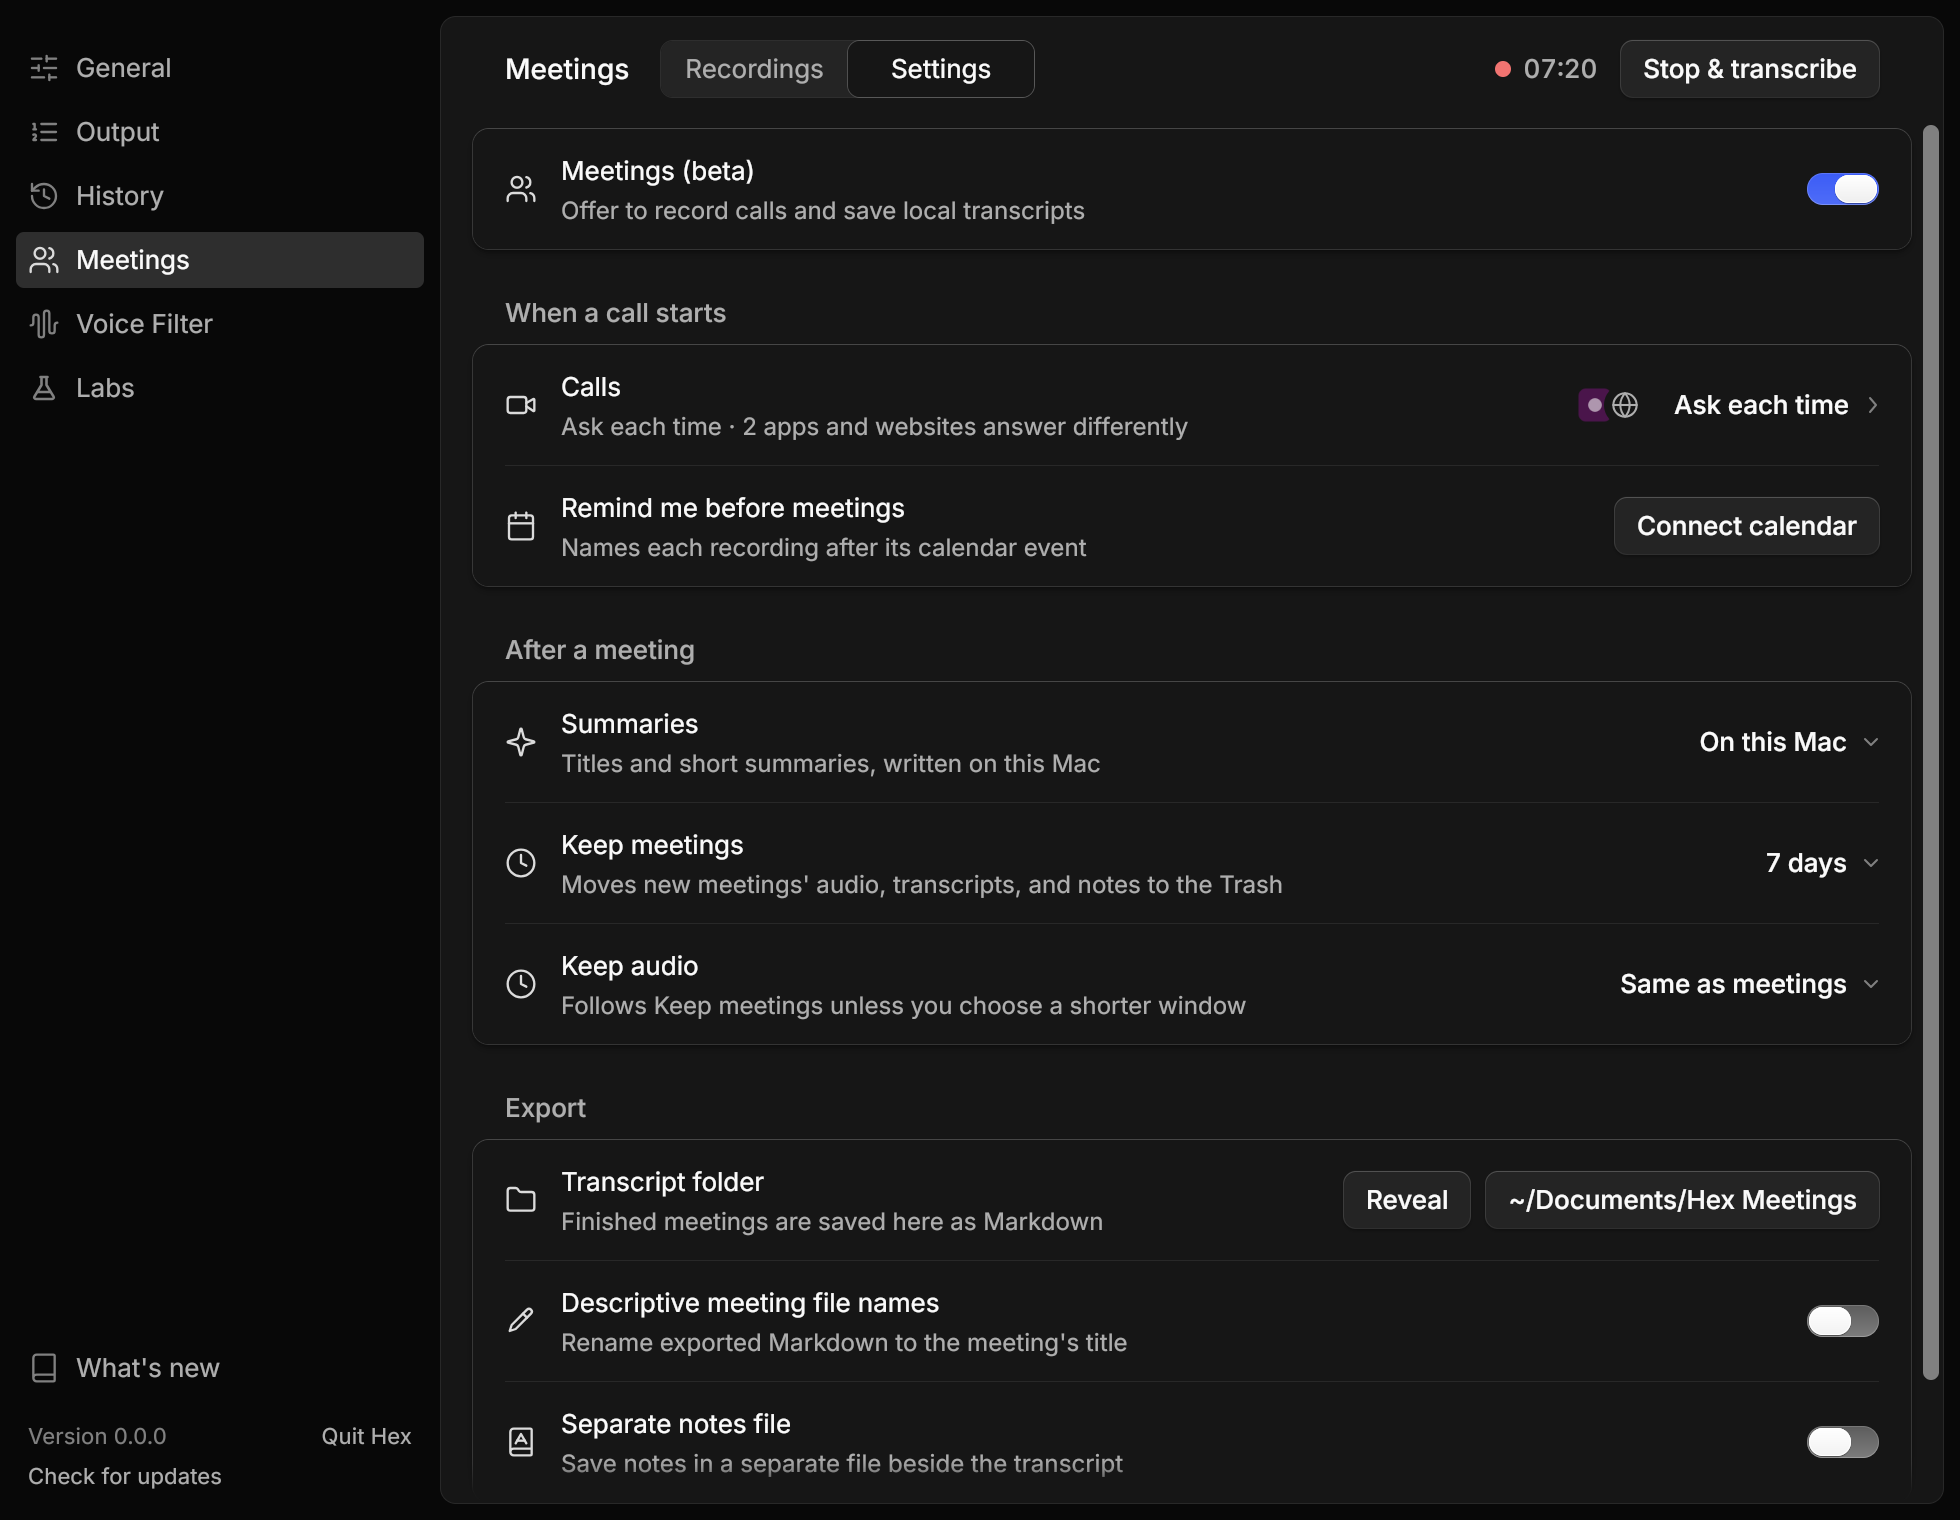 General
Output
History
Meetings
Voice Filter
Labs
What's new
Version 0.0.0
Quit Hex
Check for updates
Meetings
Recordings
Settings
07:20
Stop & transcribe
Meetings (beta)
Offer to record calls and save local transcripts
When a call starts
Calls
Ask each time · 2 apps and websites answer differently
Ask each time
Remind me before meetings
Names each recording after its calendar event
Connect calendar
After a meeting
Summaries
Titles and short summaries, written on this Mac
On this Mac
Keep meetings
Moves new meetings' audio, transcripts, and notes to the Trash
7 days
Keep audio
Follows Keep meetings unless you choose a shorter window
Same as meetings
Export
Transcript folder
Finished meetings are saved here as Markdown
Reveal
~/Documents/Hex Meetings
Descriptive meeting file names
Rename exported Markdown to the meeting's title
Separate notes file
Save notes in a separate file beside the transcript